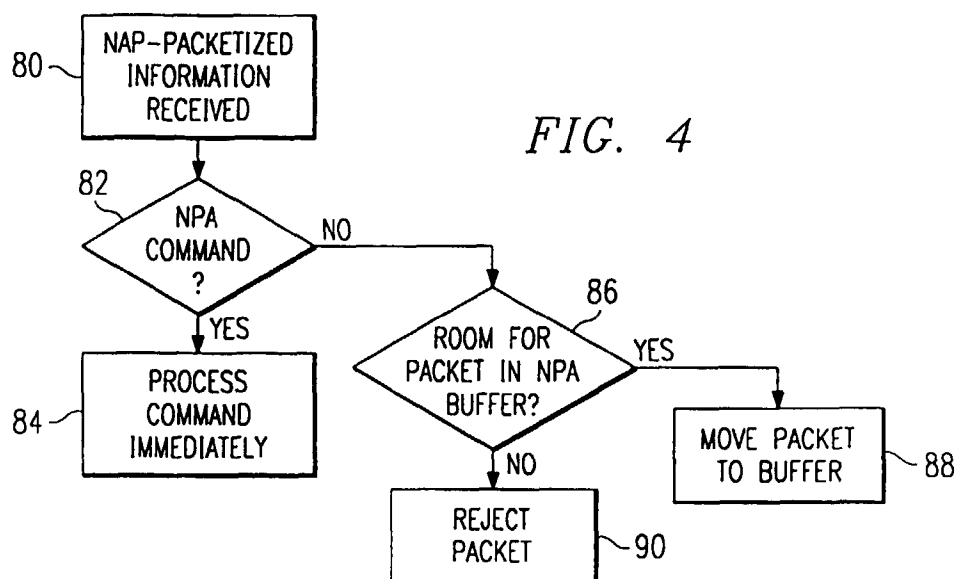 80
NAP-PACKETIZED
INFORMATION
RECEIVED
FIG. 4
82
NPA
COMMAND
?
NO
YES
84
PROCESS
COMMAND
IMMEDIATELY
86
ROOM FOR
PACKET IN NPA
BUFFER?
YES
NO
MOVE PACKET
TO BUFFER
88
REJECT
PACKET
90